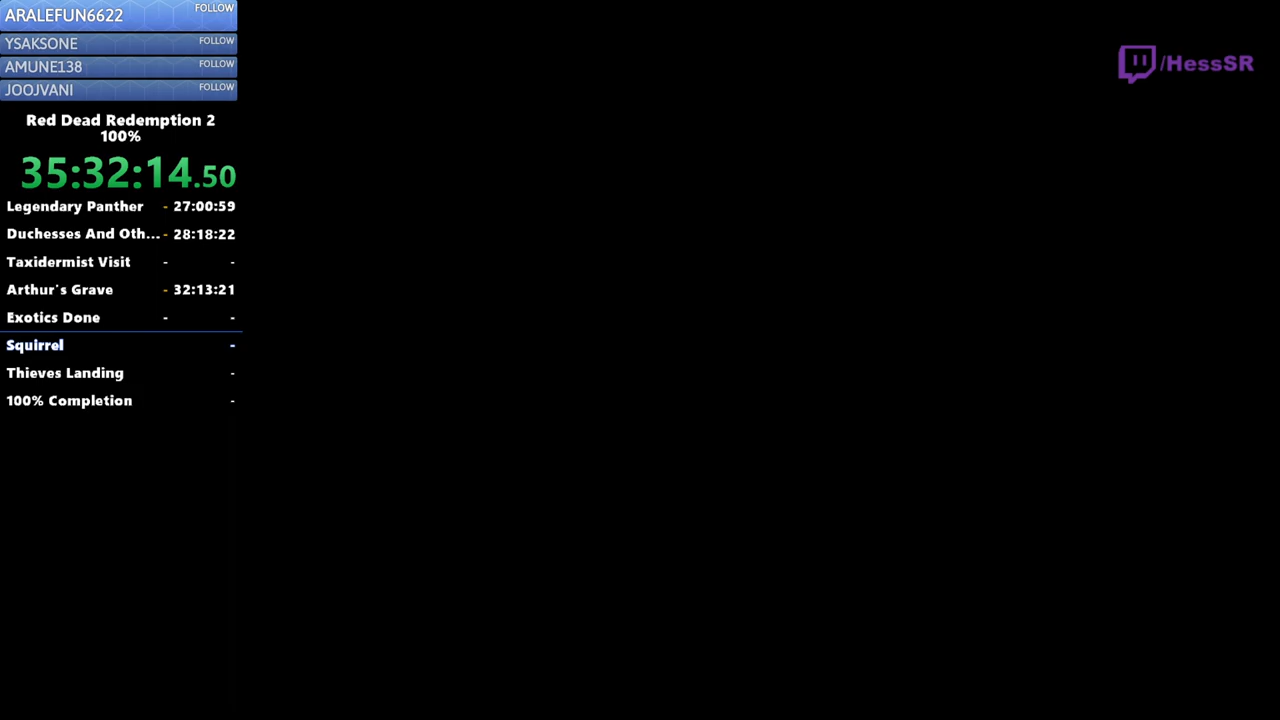 ARALEFUN6622 FOLLOW
YSAKSONE FOLLOW
AMUNE138 FOLLOW
JOOJVANI FOLLOW
/HessSR
Red Dead Redemption 2
100%
35:32:14.50
Legendary Panther - 27:00:59
Duchesses And Oth... - 28:18:22
Taxidermist Visit - -
Arthur's Grave - 32:13:21
Exotics Done - -
Squirrel -
Thieves Landing -
100% Completion -